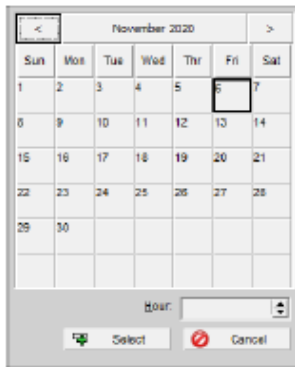 < November 2020 >
Sun Mon Tue Wed Thr Fri Sat
1 2 3 4 5 6 7
8 9 10 11 12 13 14
15 16 17 18 19 20 21
22 23 24 25 26 27 28
29 30
Hour:
Select Cancel